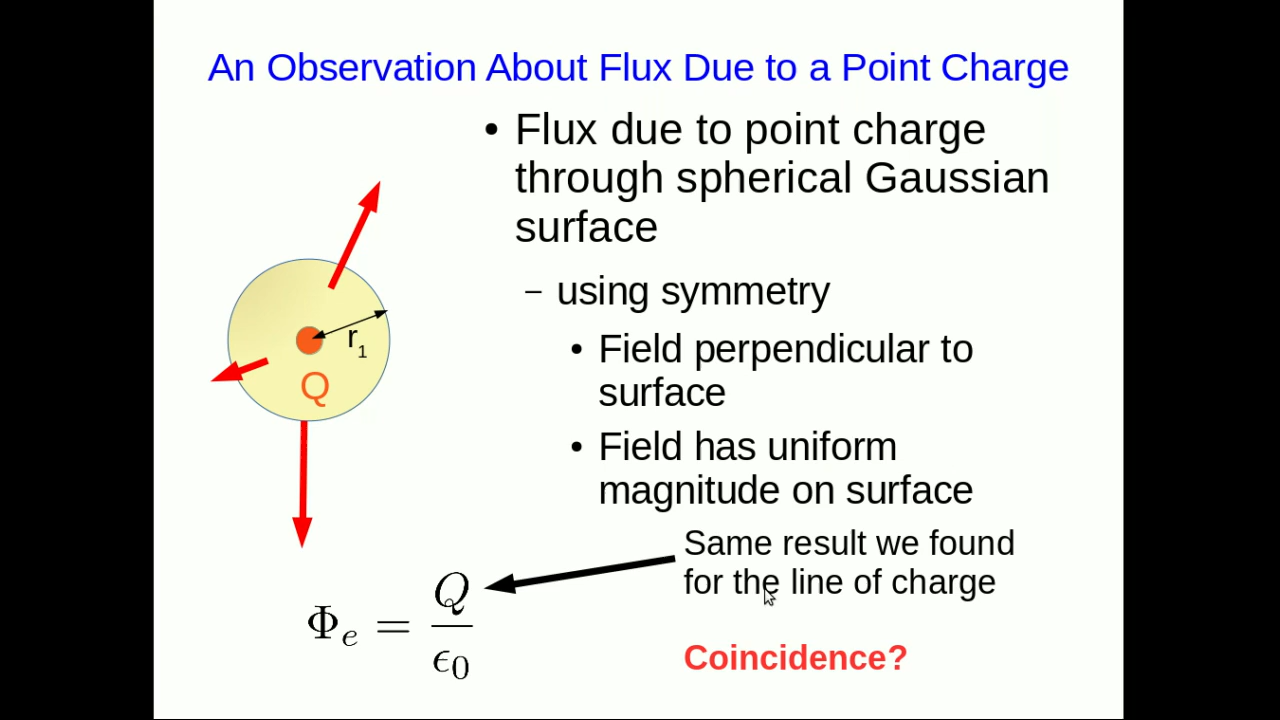 An Observation About Flux Due to a Point Charge
• Flux due to point charge
through spherical Gaussian
surface
– using symmetry
• Field perpendicular to
surface
• Field has uniform
magnitude on surface
r₁
Q
Same result we found
for the line of charge
Φₑ = Q/ϵ₀
Coincidence?